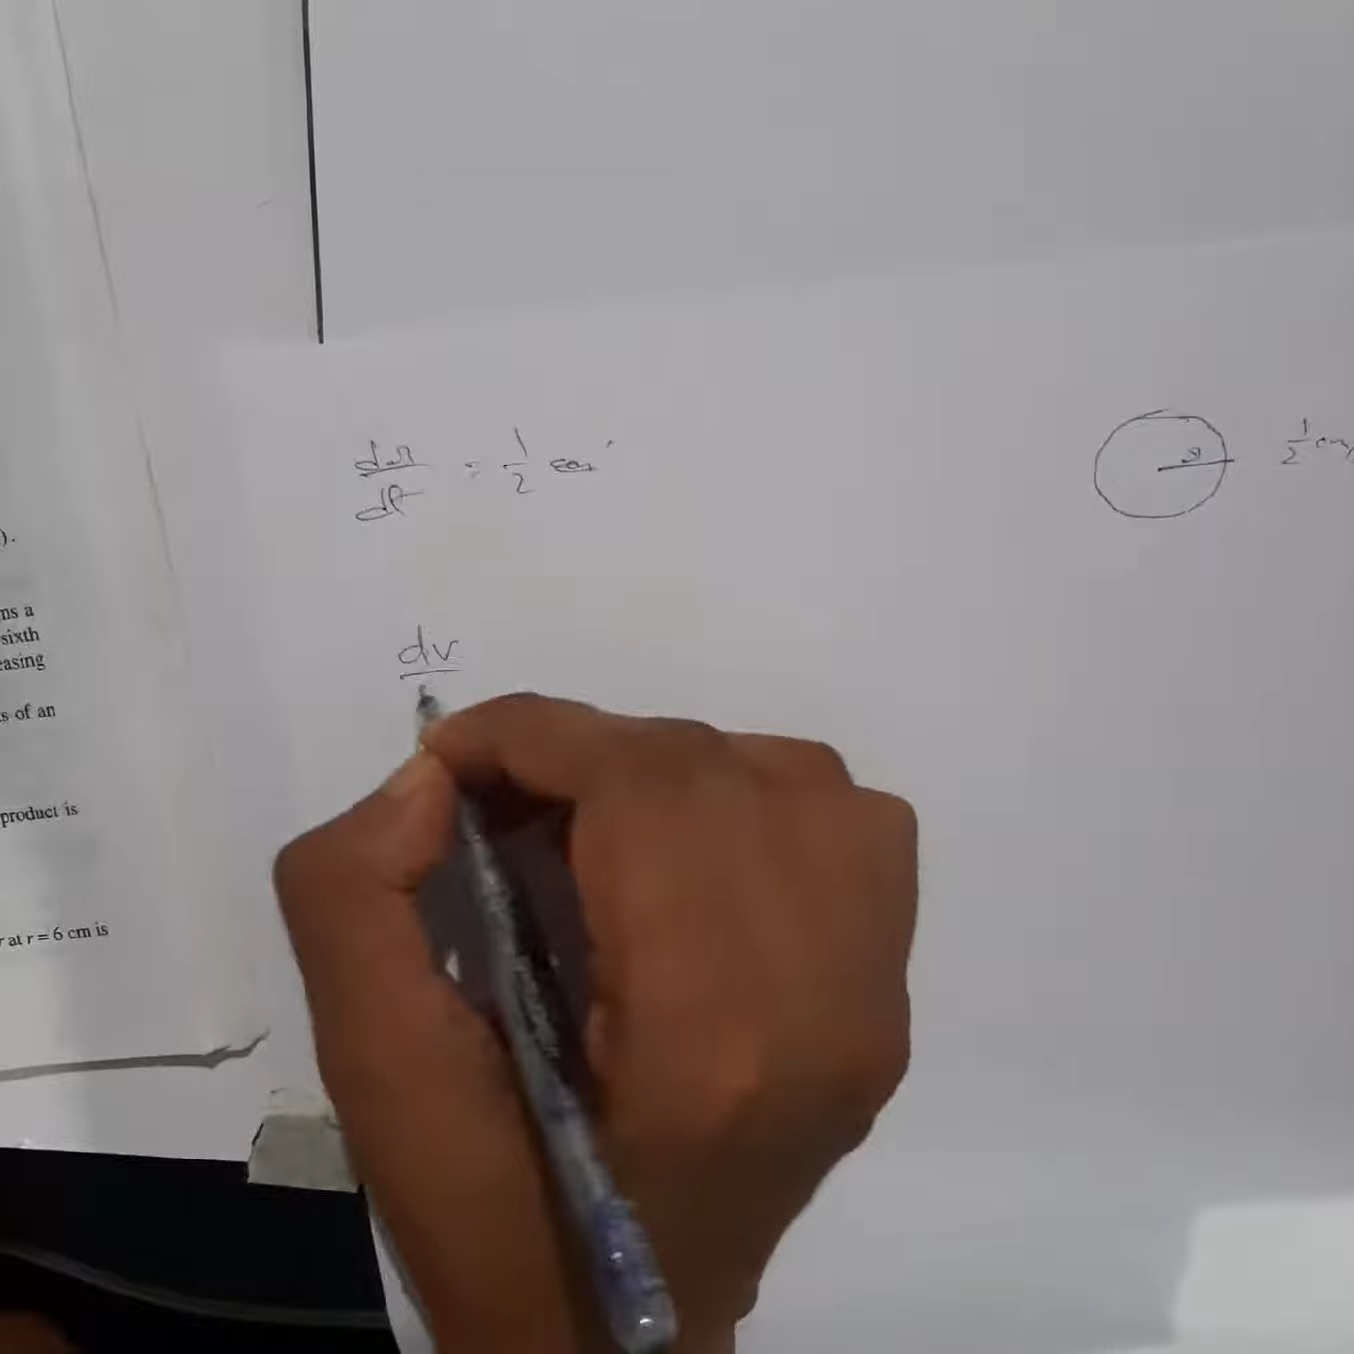 ).
ns a
sixth
easing
s of an
product is
r at r = 6 cm is
dr/dt = 1/2 cm
r 1/2 cm/
dv